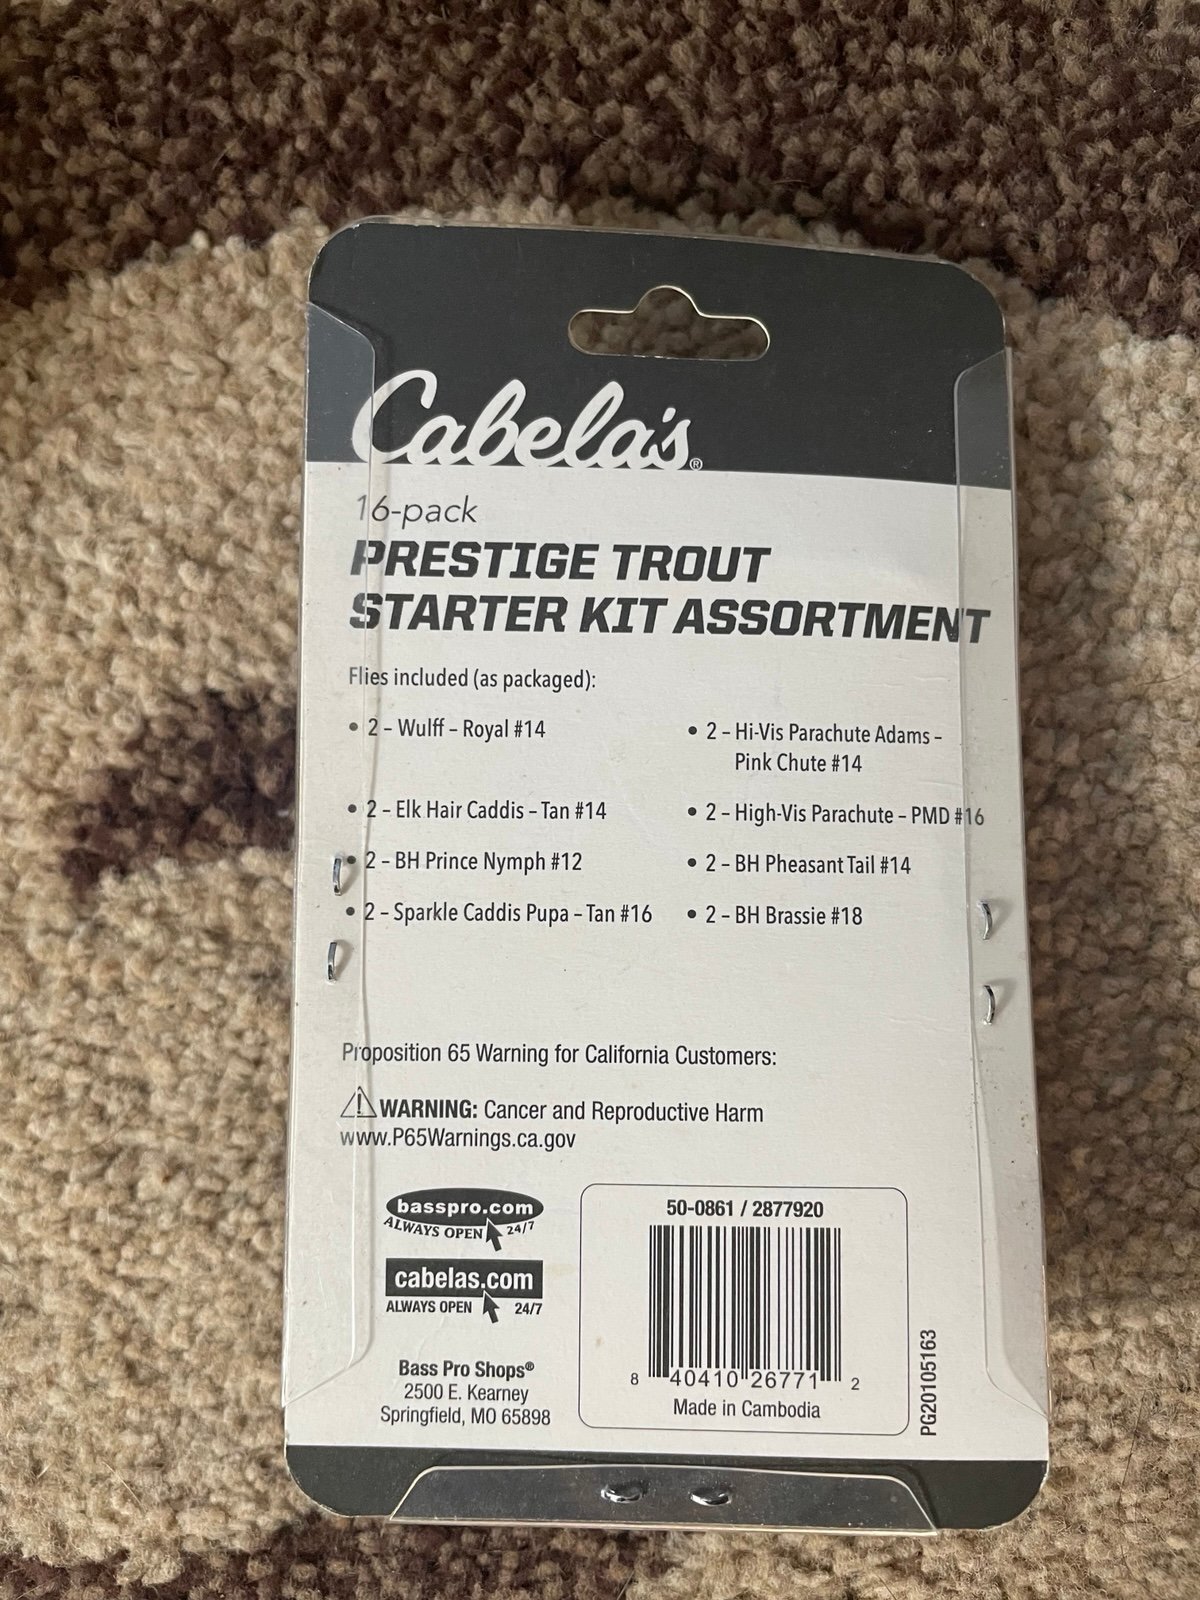 Cabela's®
16-pack
PRESTIGE TROUT
STARTER KIT ASSORTMENT
Flies included (as packaged):
• 2 – Wulff – Royal #14
• 2 – Elk Hair Caddis – Tan #14
• 2 – BH Prince Nymph #12
• 2 – Sparkle Caddis Pupa – Tan #16
• 2 – Hi-Vis Parachute Adams –
Pink Chute #14
• 2 – High-Vis Parachute – PMD #16
• 2 – BH Pheasant Tail #14
• 2 – BH Brassie #18
Proposition 65 Warning for California Customers:
⚠WARNING: Cancer and Reproductive Harm
www.P65Warnings.ca.gov
basspro.com
ALWAYS OPEN 24/7
cabelas.com
ALWAYS OPEN 24/7
Bass Pro Shops®
2500 E. Kearney
Springfield, MO 65898
50-0861 / 2877920
8 40410 26771 2
Made in Cambodia
PG20105163